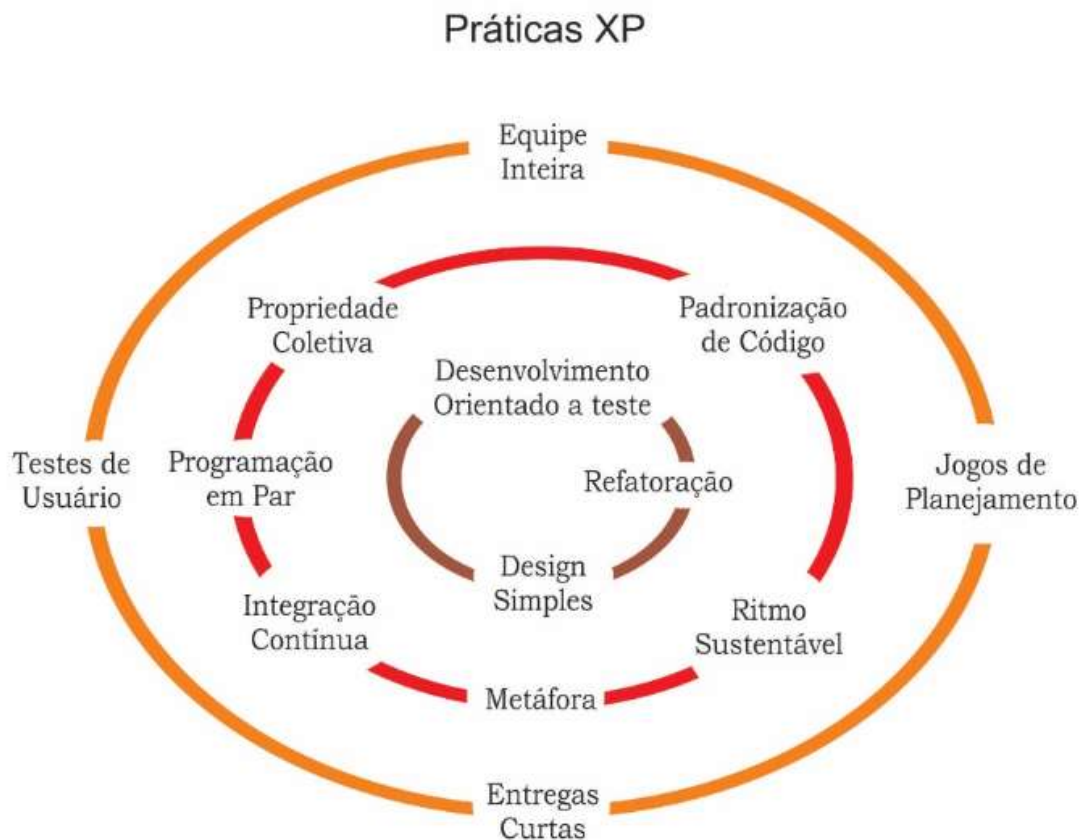 Práticas XP
Equipe
Inteira
Propriedade
Coletiva
Padronização
de Código
Desenvolvimento
Orientado a teste
Testes de
Usuário
Programação
em Par
Refatoração
Jogos de
Planejamento
Design
Simples
Integração
Contínua
Ritmo
Sustentável
Metáfora
Entregas
Curtas